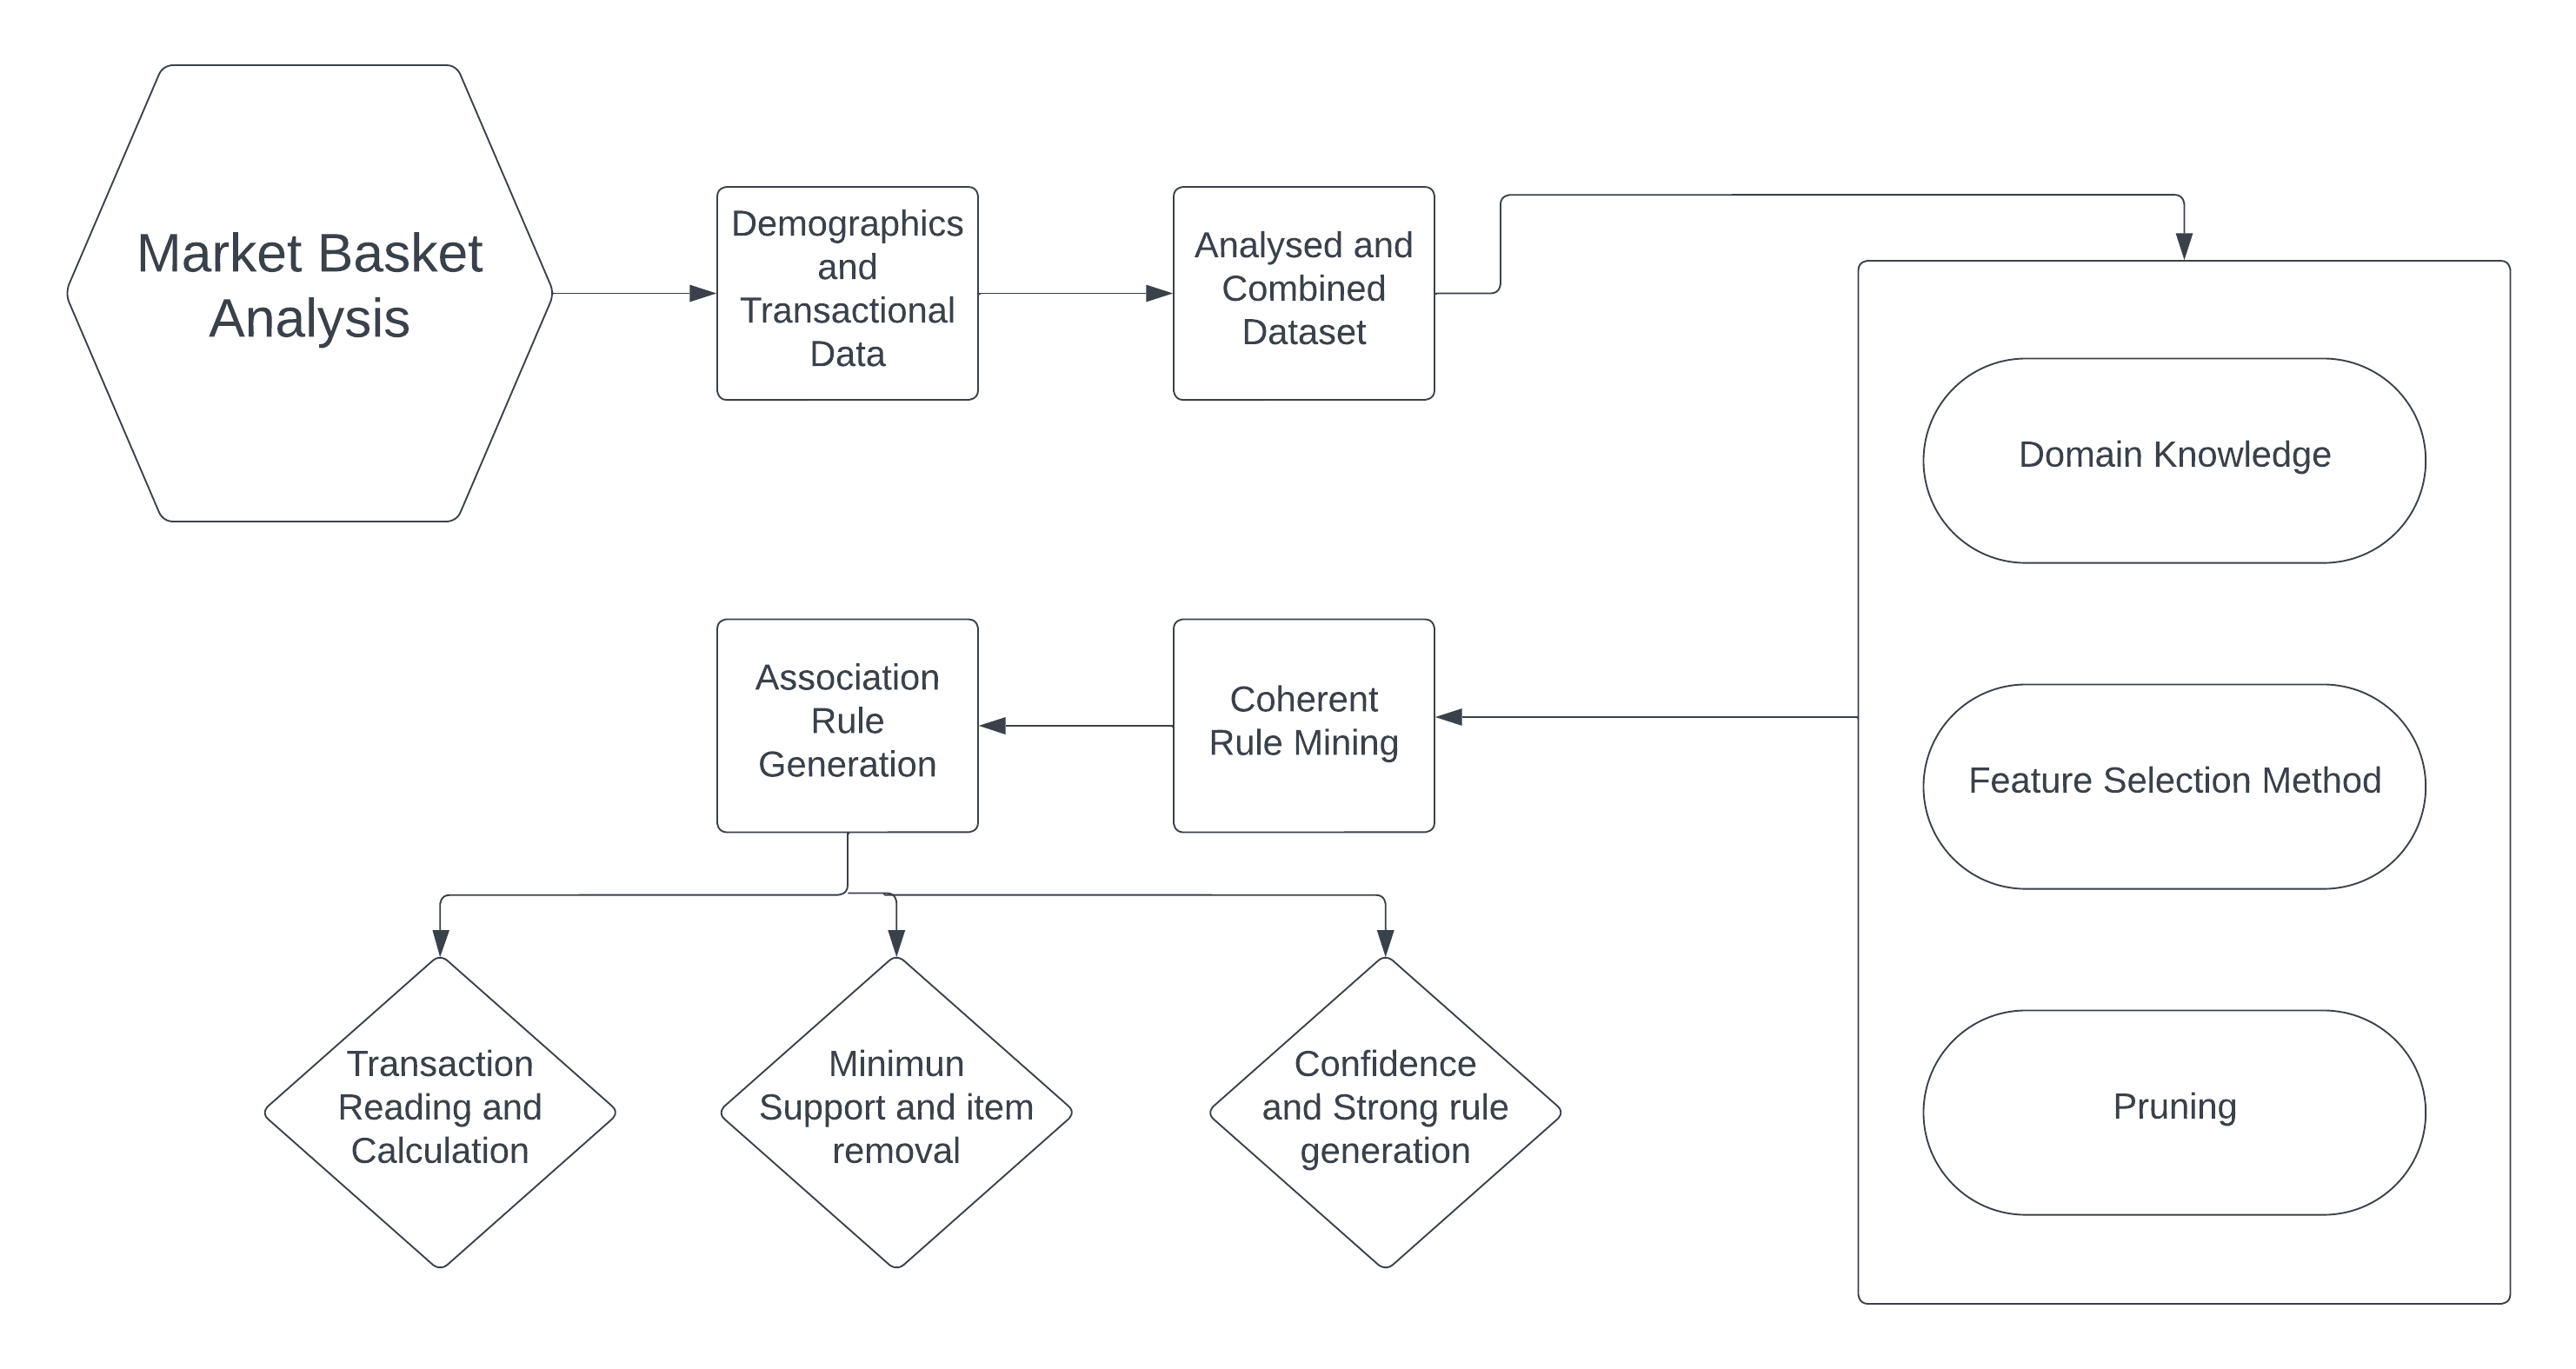 Market Basket
Analysis
Demographics
and
Transactional
Data
Analysed and
Combined
Dataset
Domain Knowledge
Feature Selection Method
Pruning
Coherent
Rule Mining
Association
Rule
Generation
Transaction
Reading and
Calculation
Minimun
Support and item
removal
Confidence
and Strong rule
generation